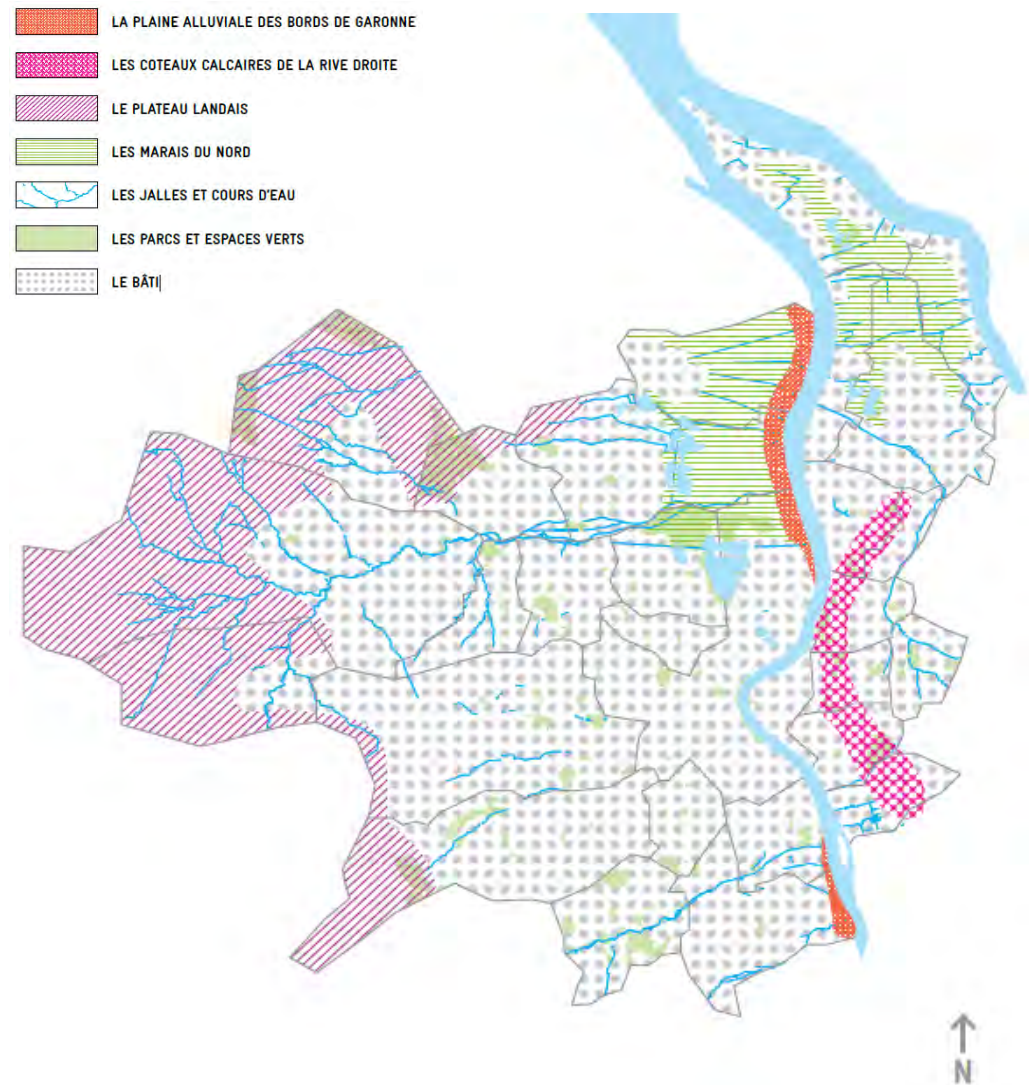 LA PLAINE ALLUVIALE DES BORDS DE GARONNE
LES COTEAUX CALCAIRES DE LA RIVE DROITE
LE PLATEAU LANDAIS
LES MARAIS DU NORD
LES JALLES ET COURS D'EAU
LES PARCS ET ESPACES VERTS
LE BÂTI
N